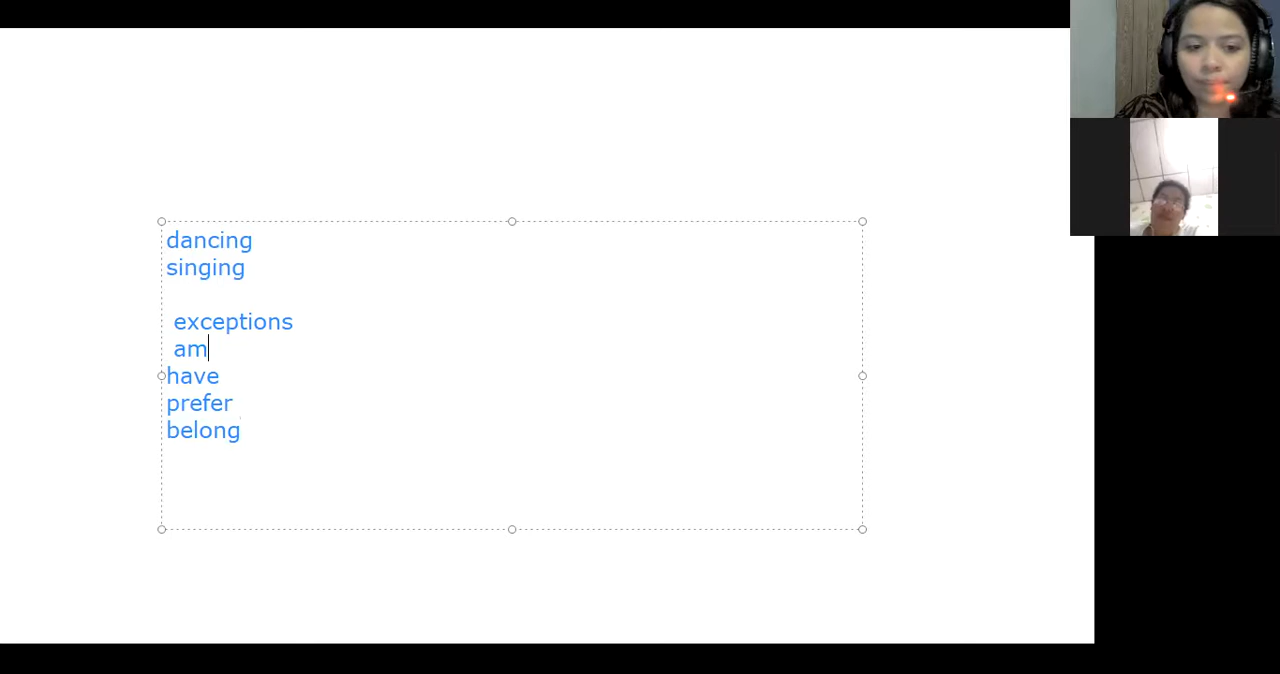 dancing
singing
exceptions
am
have
prefer
belong